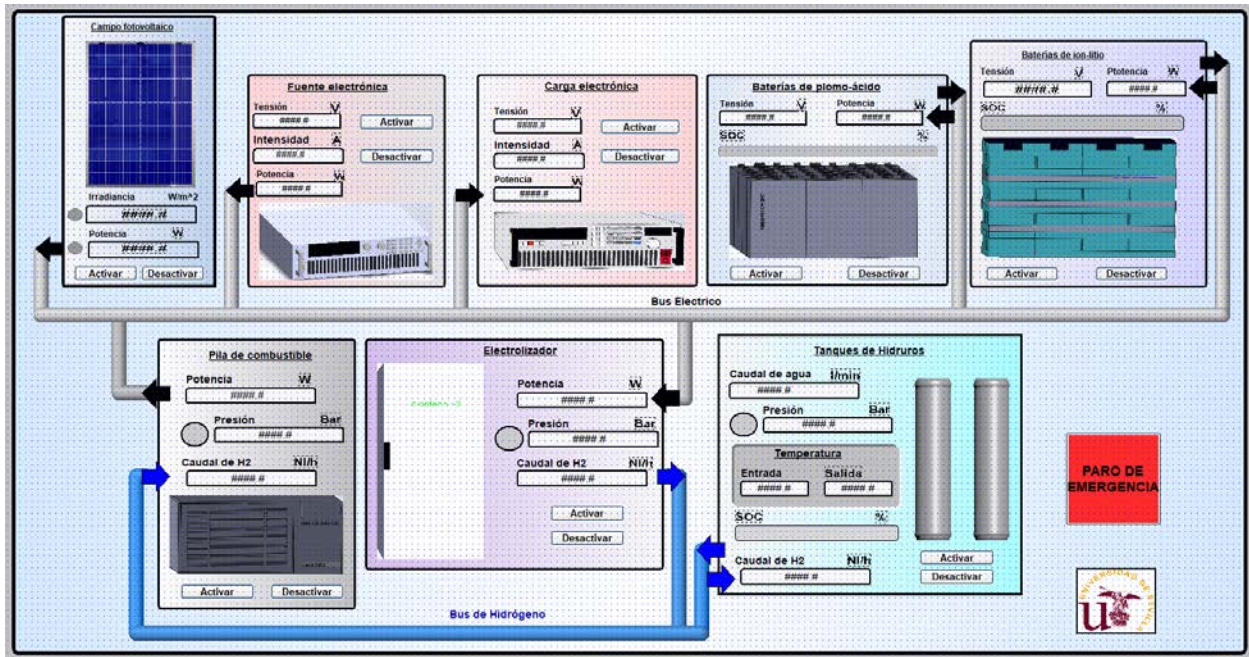 Campo fotovoltaico
Irradiancia W/m^2
####.#
Potencia W
####.#
Activar Desactivar
Fuente electrónica
Tensión V
####.#
Activar
Intensidad A
####.#
Desactivar
Potencia W
####.#
Carga electrónica
Tensión V
####.#
Activar
Intensidad A
####.#
Desactivar
Potencia W
####.#
Baterías de plomo-ácido
Tensión V Potencia W
####.# ####.#
SOC %
Activar Desactivar
Baterías de ion-litio
Tensión V Ptotencia W
####.# ####.#
SOC %
Activar Desactivar
Bus Electrico
Pila de combustible
Potencia W
####.#
Presión Bar
####.#
Caudal de H2 Nl/h
####.#
Activar Desactivar
Electrolizador
Potencia W
####.#
Presión Bar
####.#
Caudal de H2 Nl/h
####.#
Activar
Desactivar
Tanques de Hidruros
Caudal de agua l/min
####.#
Presión Bar
####.#
Temperatura
Entrada Salida
####.# ####.#
SOC %
Caudal de H2 Nl/h
####.#
Activar
Desactivar
Bus de Hidrógeno
PARO DE
EMERGENCIA
UNIVERSIDAD DE SEVILLA